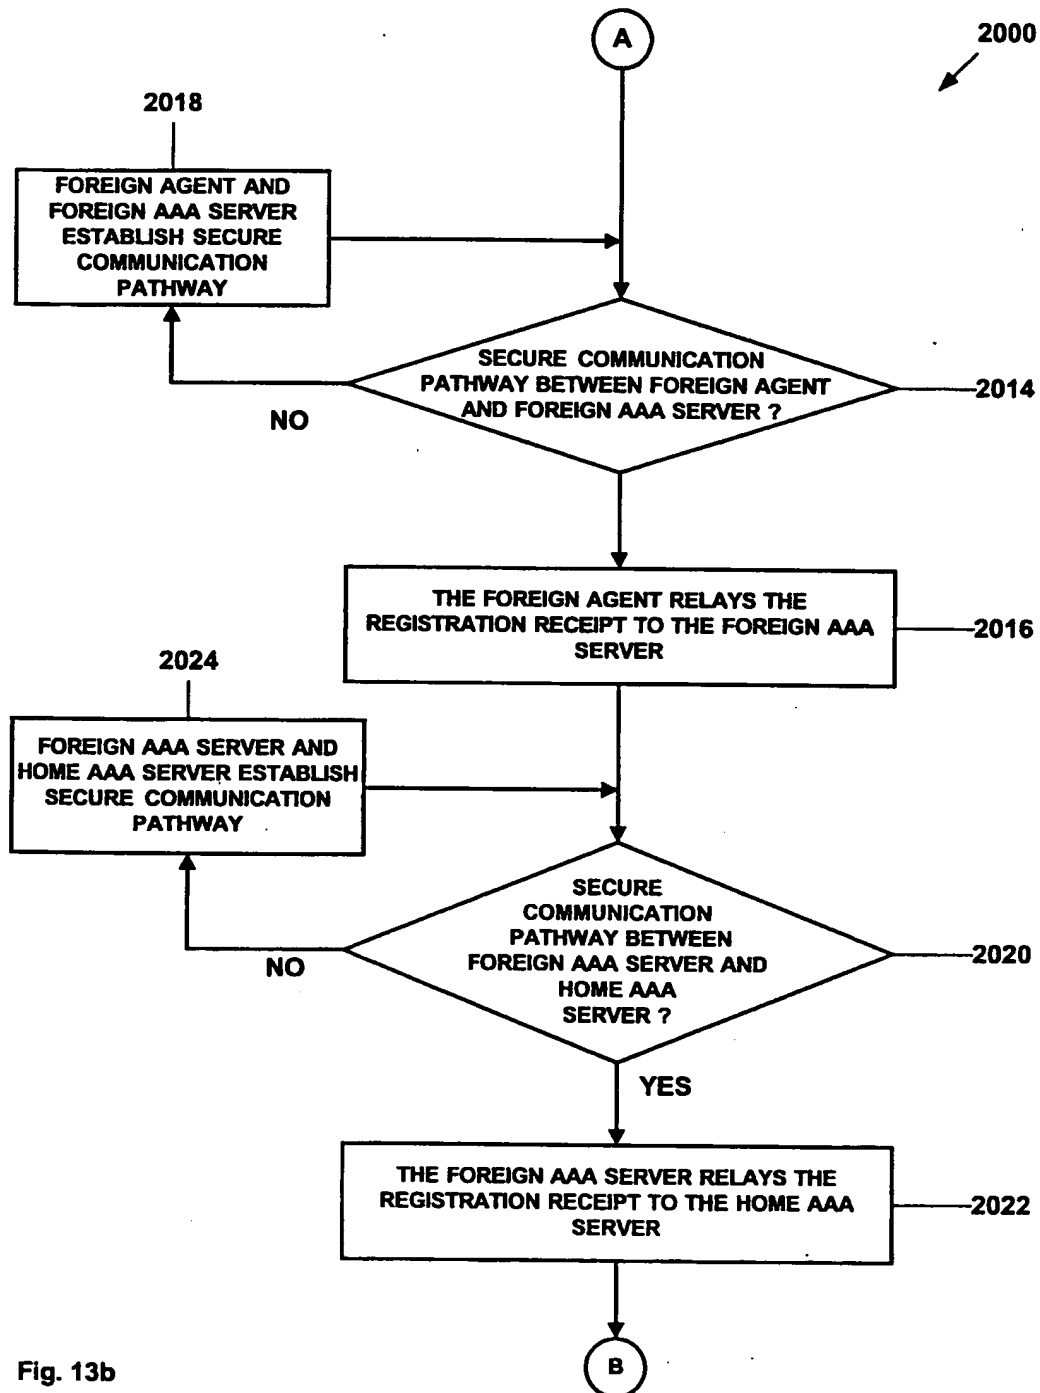 A
2000
2018
FOREIGN AGENT AND
FOREIGN AAA SERVER
ESTABLISH SECURE
COMMUNICATION
PATHWAY
SECURE COMMUNICATION
PATHWAY BETWEEN FOREIGN AGENT
AND FOREIGN AAA SERVER ?
2014
NO
THE FOREIGN AGENT RELAYS THE
REGISTRATION RECEIPT TO THE FOREIGN AAA
SERVER
2016
2024
FOREIGN AAA SERVER AND
HOME AAA SERVER ESTABLISH
SECURE COMMUNICATION
PATHWAY
SECURE
COMMUNICATION
PATHWAY BETWEEN
FOREIGN AAA SERVER AND
HOME AAA
SERVER ?
2020
NO
YES
THE FOREIGN AAA SERVER RELAYS THE
REGISTRATION RECEIPT TO THE HOME AAA
SERVER
2022
B
Fig. 13b